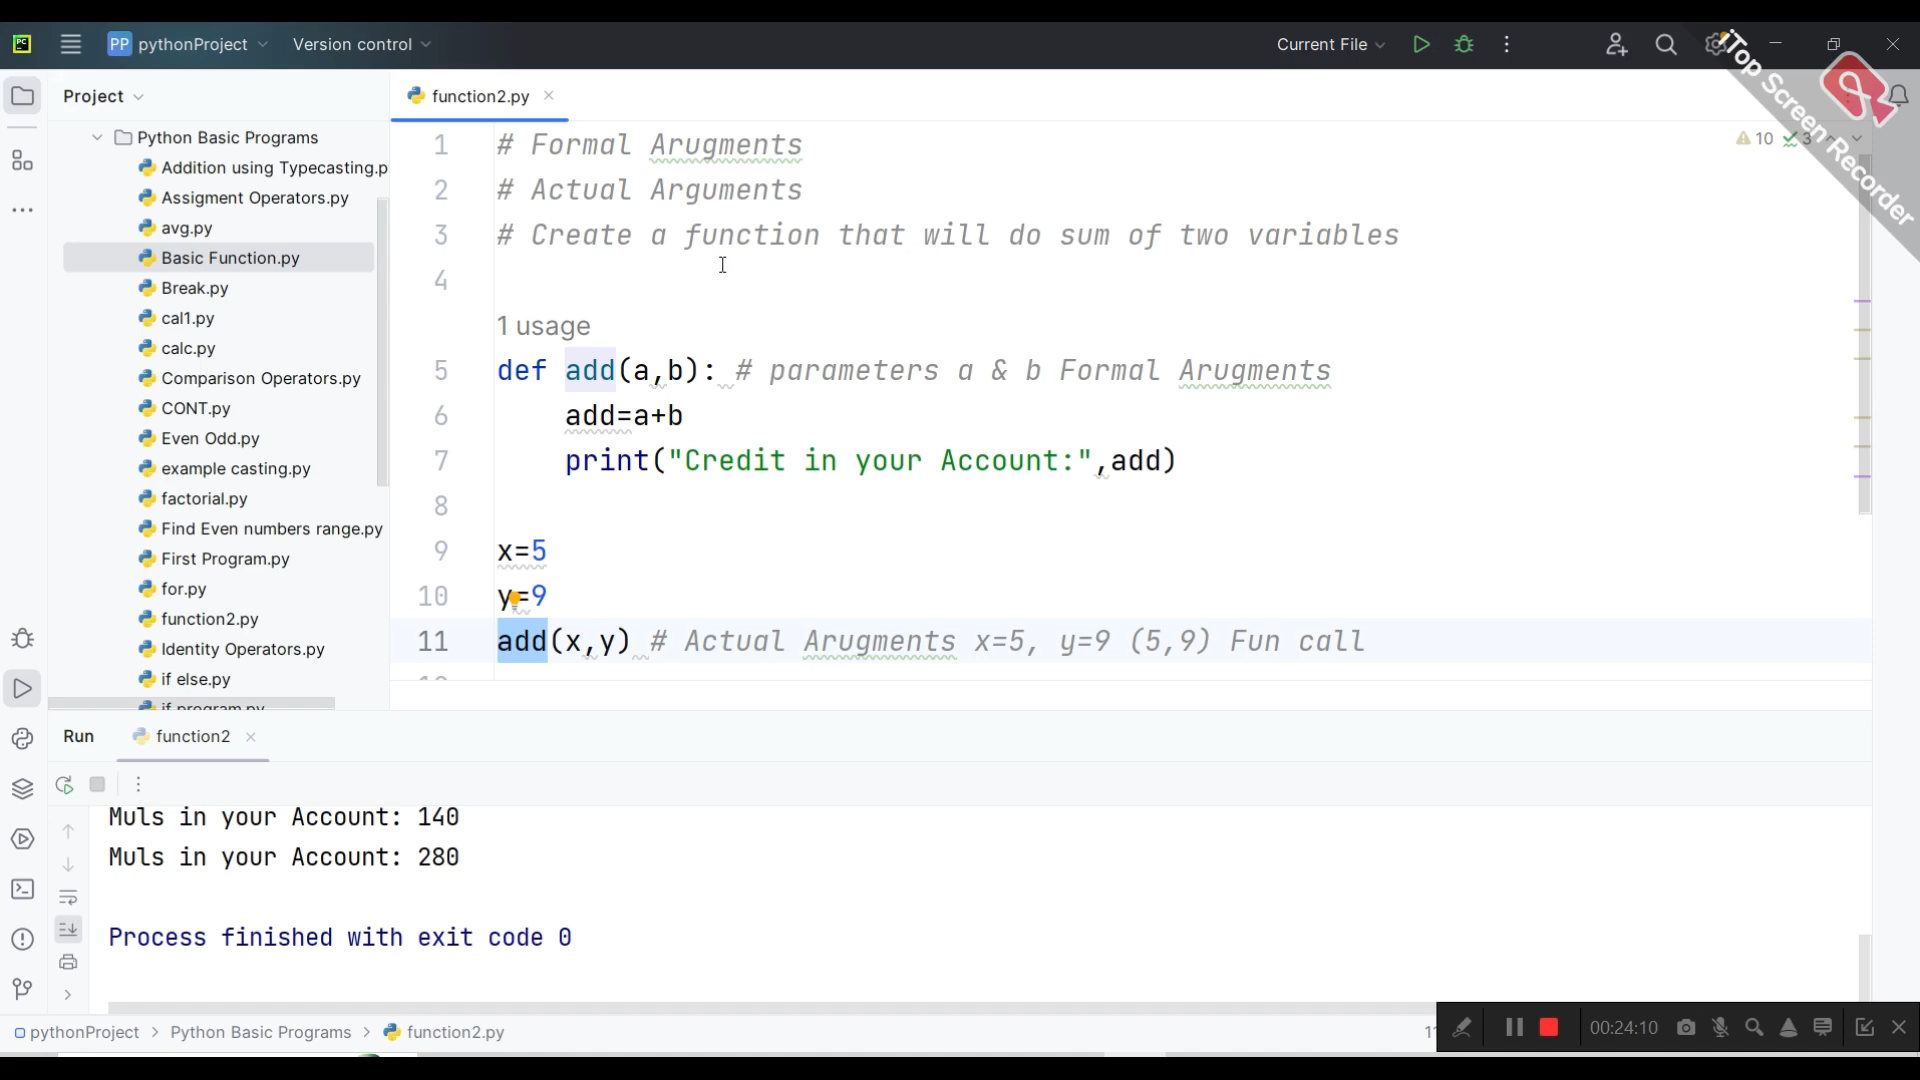 PC
PP pythonProject
Version control
Current File
iTop Screen Recorder
Project
function2.py
Python Basic Programs
Addition using Typecasting.p
Assigment Operators.py
avg.py
Basic Function.py
Break.py
cal1.py
calc.py
Comparison Operators.py
CONT.py
Even Odd.py
example casting.py
factorial.py
Find Even numbers range.py
First Program.py
for.py
function2.py
Identity Operators.py
if else.py
if program.py
10 3
1 # Formal Arugments
2 # Actual Arguments
3 # Create a function that will do sum of two variables
4
1 usage
5 def add(a,b): # parameters a & b Formal Arugments
6 add=a+b
7 print("Credit in your Account:",add)
8
9 x=5
10 y=9
11 add(x,y) # Actual Arugments x=5, y=9 (5,9) Fun call
Run
function2
Muls in your Account: 140
Muls in your Account: 280
Process finished with exit code 0
pythonProject > Python Basic Programs > function2.py
00:24:10